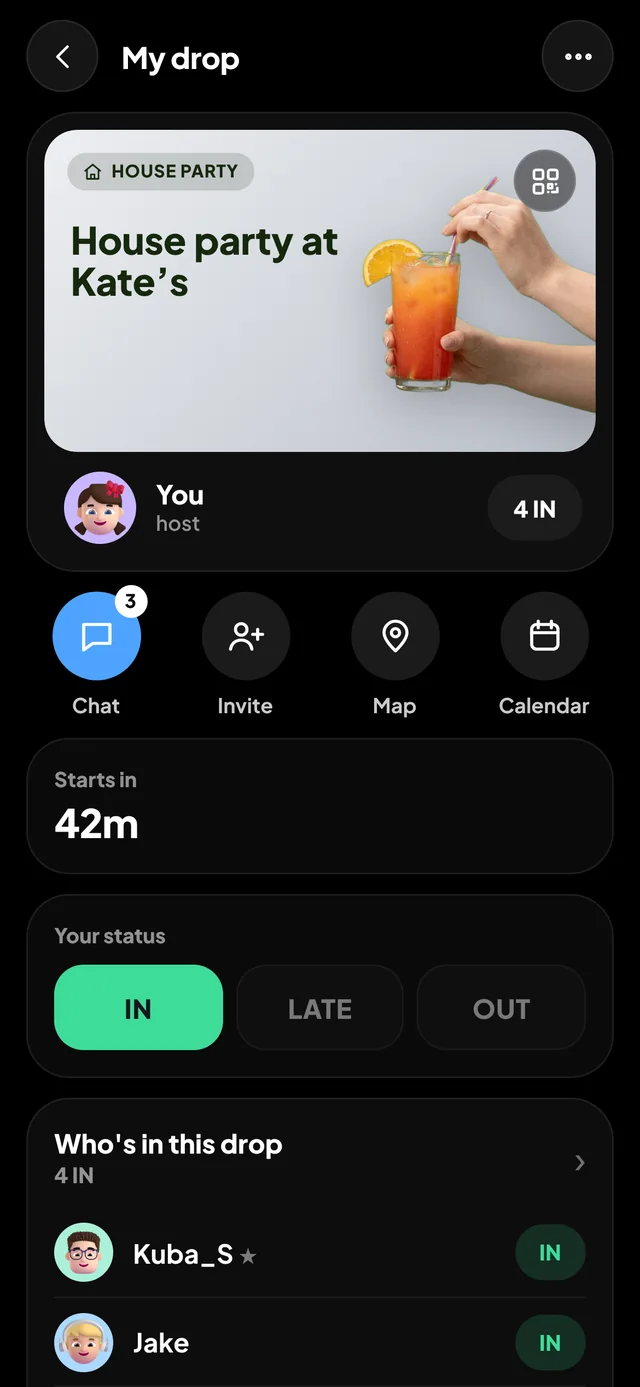 My drop
HOUSE PARTY
House party at
Kate’s
You
host
4 IN
3
Chat
Invite
Map
Calendar
Starts in
42m
Your status
IN
LATE
OUT
Who's in this drop
4 IN
Kuba_S
IN
Jake
IN